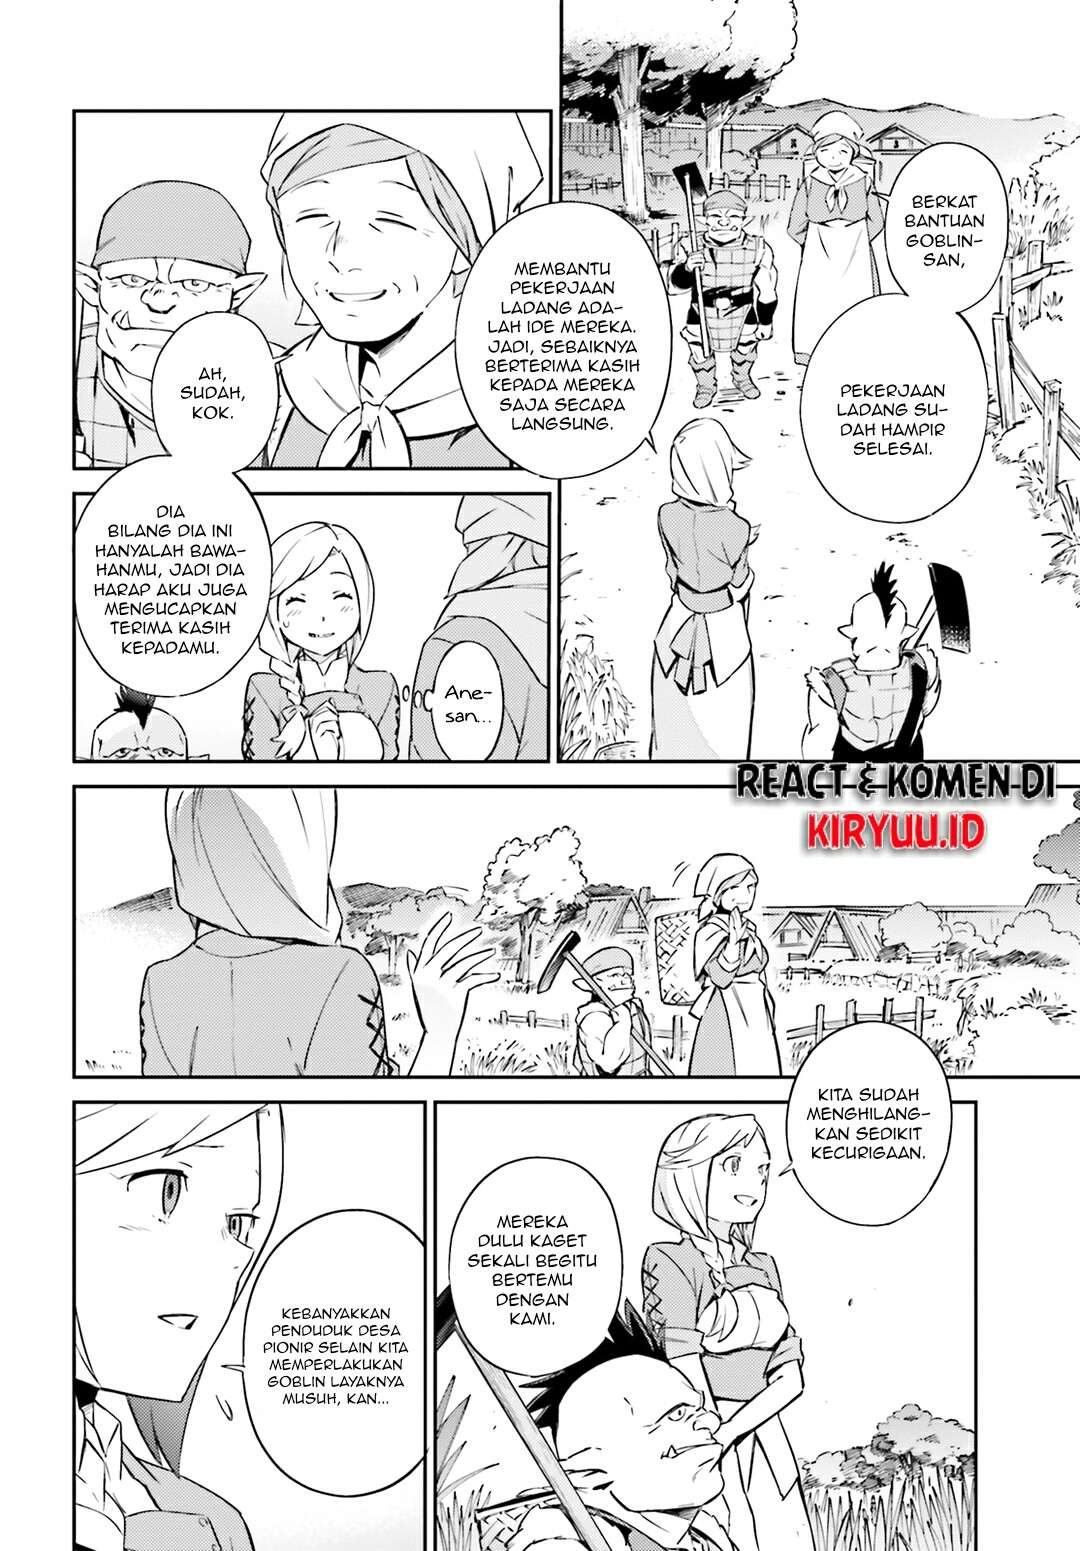 BERKAT
BANTUAN
GOBLIN-
SAN,
PEKERJAAN
LADANG SU-
DAH HAMPIR
SELESAI.
MEMBANTU
PEKERJAAN
LADANG ADA-
LAH IDE MEREKA.
JADI, SEBAIKNYA
BERTERIMA KASIH
KEPADA MEREKA
SAJA SECARA
LANGSUNG.
AH,
SUDAH,
KOK.
DIA
BILANG DIA INI
HANYALAH BAWA-
HANMU, JADI DIA
HARAP AKU JUGA
MENGUCAPKAN
TERIMA KASIH
KEPADAMU.
Ane-
san...
REACT & KOMEN DI
KIRYUU.ID
KITA SUDAH
MENGHILANG-
KAN SEDIKIT
KECURIGAAN.
MEREKA
DULU KAGET
SEKALI BEGITU
BERTEMU
DENGAN
KAMI.
KEBANYAKKAN
PENDUDUK DESA
PIONIR SELAIN KITA
MEMPERLAKUKAN
GOBLIN LAYAKNYA
MUSUH, KAN...